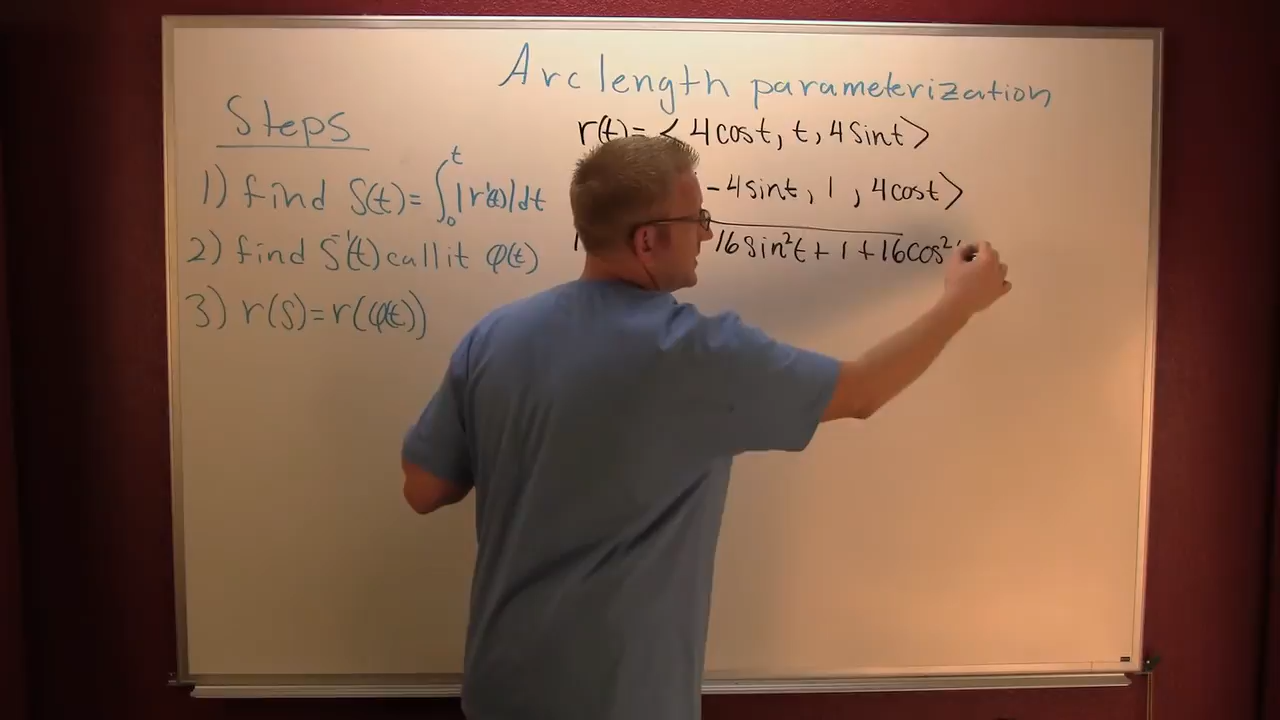 Arc length parameterization
Steps
1) find S(t)= ∫₀ᵗ |r'(t)|dt
2) find S⁻¹(t) call it φ(t)
3) r(s)=r(φ(t))
r(t)= < 4cost, t, 4sint>
-4sint, 1, 4cost>
16sin²t + 1 + 16cos²